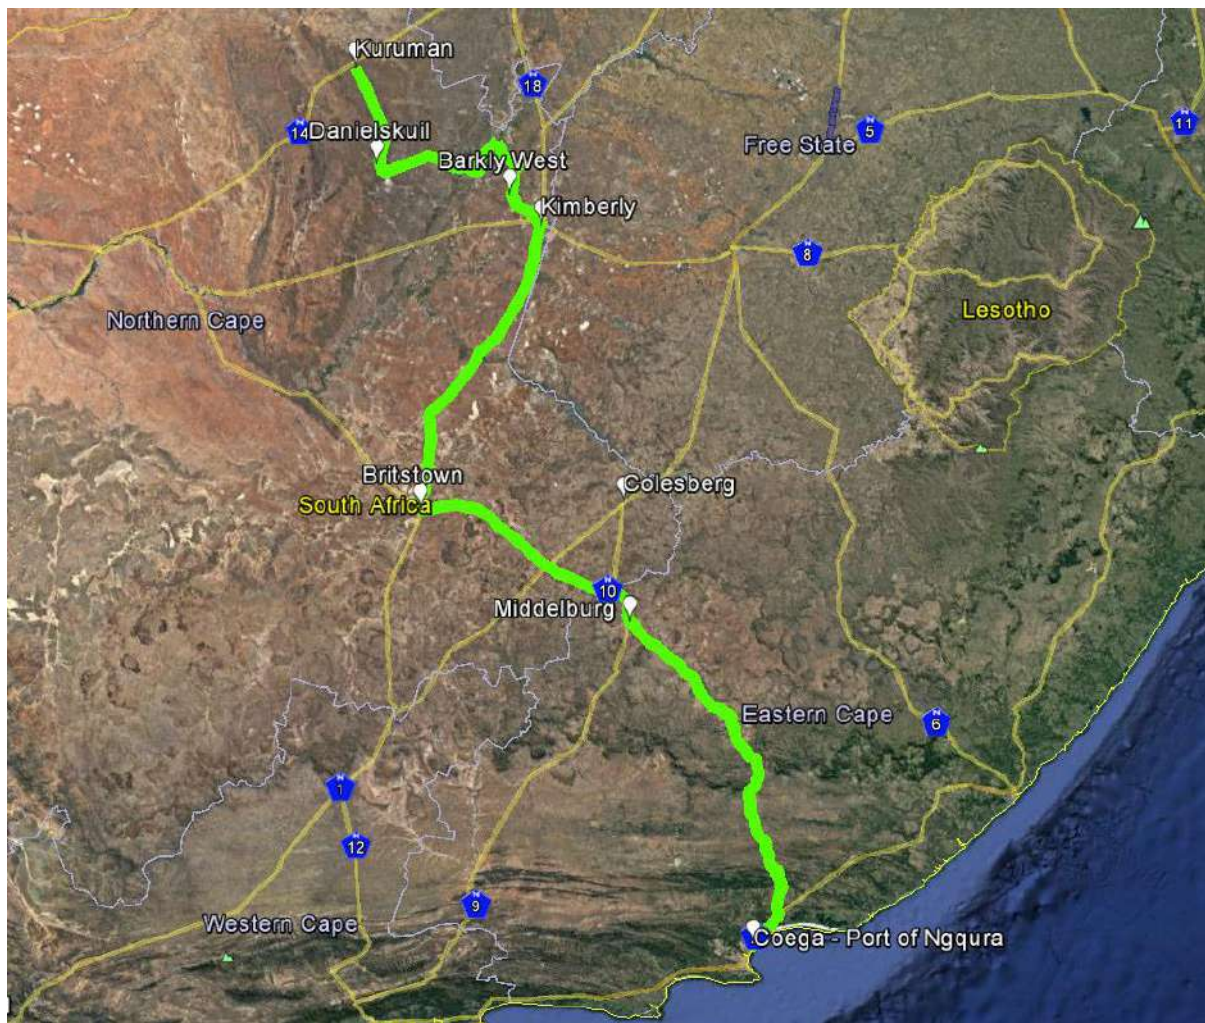 Kuruman
N
18
N
14
Danielskuil
N
5
N
11
Free State
Barkly West
Kimberly
N
8
Northern Cape
Lesotho
Britstown
South Africa
Colesberg
N
10
Middelburg
Eastern Cape
N
6
N
1
N
12
N
9
Western Cape
Coega - Port of Ngqura